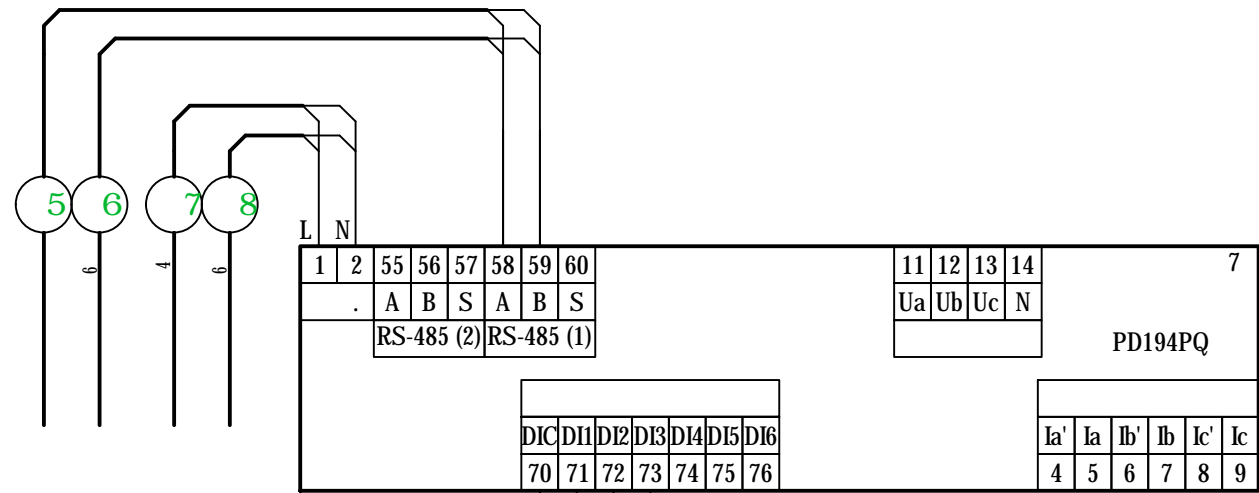 5 6 7 8
6 4 6
L N
1 2 55 56 57 58 59 60 11 12 13 14 7
. A B S A B S Ua Ub Uc N
RS-485 (2) RS-485 (1) PD194PQ
DIC DI1 DI2 DI3 DI4 DI5 DI6 Ia' Ia Ib' Ib Ic' Ic
70 71 72 73 74 75 76 4 5 6 7 8 9